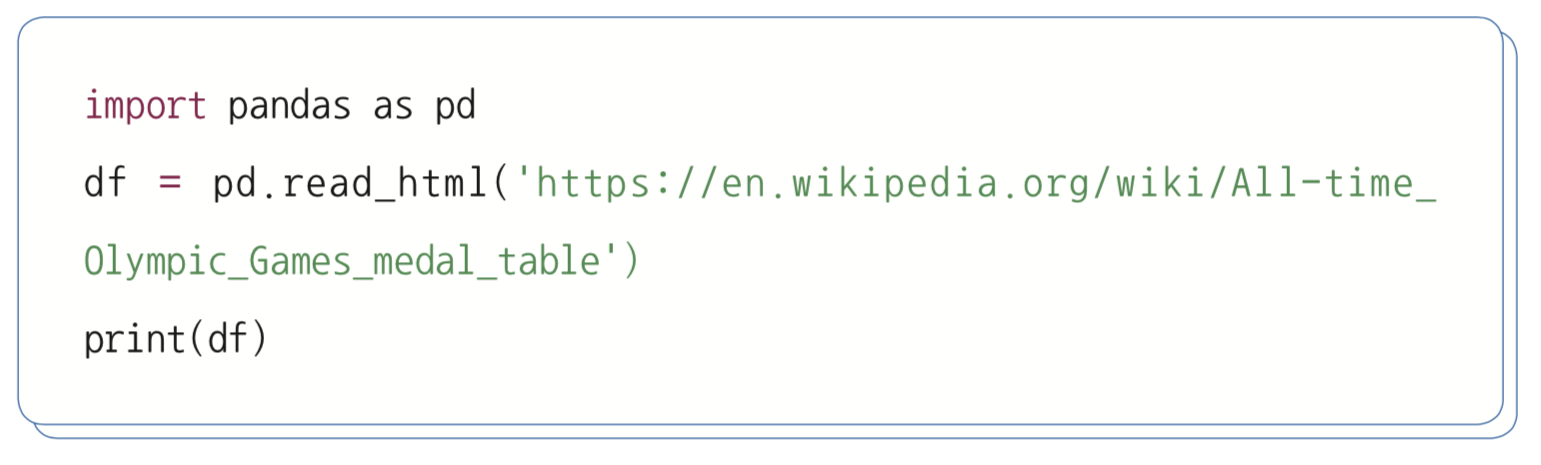 import pandas as pd
df = pd.read_html('https://en.wikipedia.org/wiki/All-time_
Olympic_Games_medal_table')
print(df)